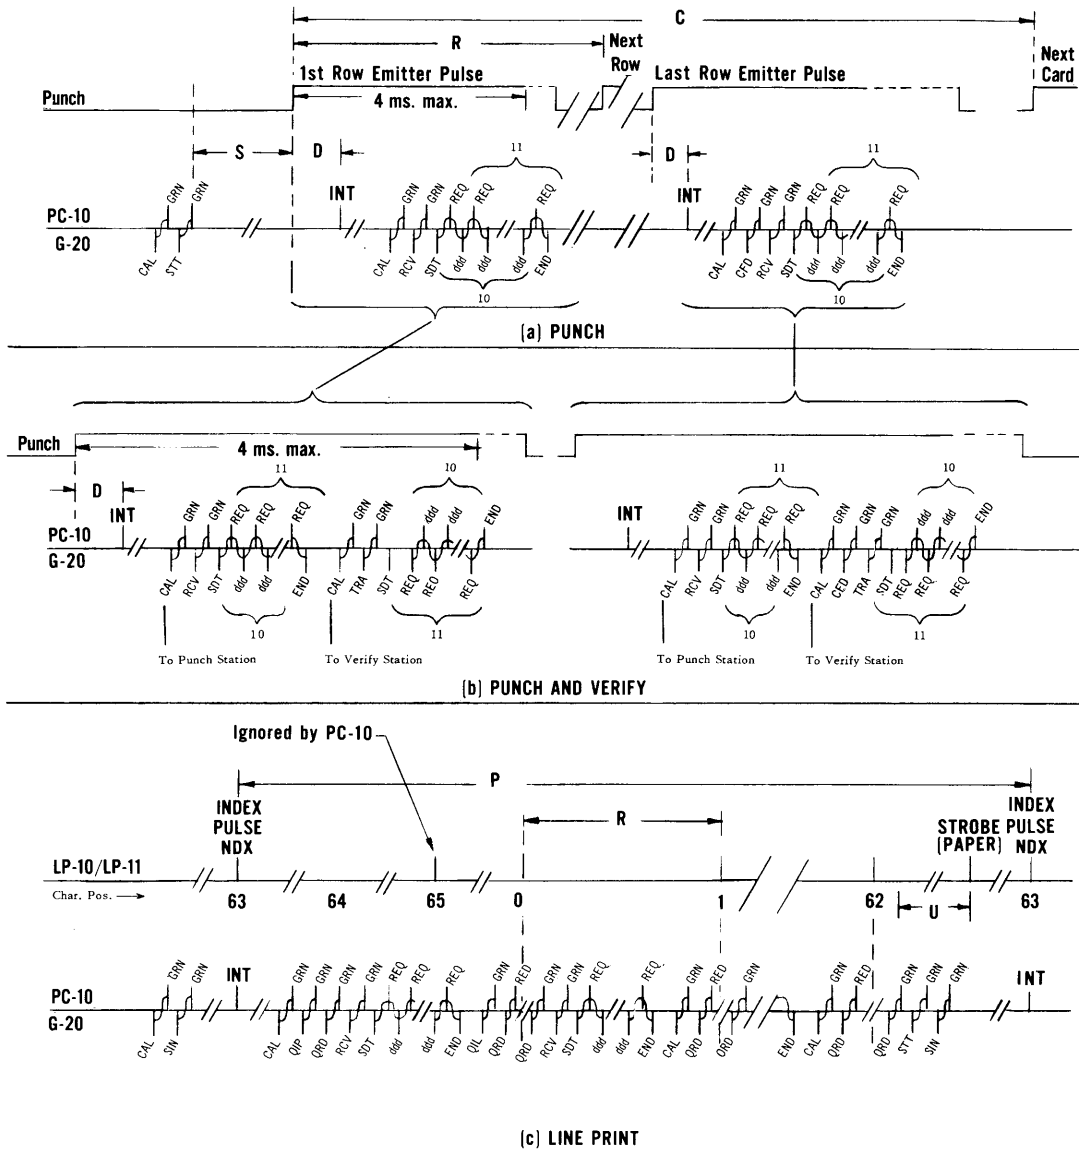 C
R
Next
Row
Next
Card
1st Row Emitter Pulse
Last Row Emitter Pulse
4 ms. max.
Punch
S
D
D
11
11
INT
INT
GRN GRN
GRN GRN REQ REQ REQ
GRN GRN GRN REQ REQ REQ
PC-10
G-20
CAL STT
CAL RCV SDT ddd ddd ddd END
CAL CFD RCV SDT ddd ddd ddd END
10
10
(a) PUNCH
Punch
4 ms. max.
D
11
10
11
10
INT
INT
GRN GRN REQ REQ REQ GRN GRN ddd ddd END
GRN GRN REQ REQ REQ GRN GRN GRN ddd ddd END
PC-10
G-20
CAL RCV SDT ddd ddd END CAL TRA SDT REQ REQ REQ
CAL RCV SDT ddd ddd END CAL CFD TRA SDT REQ REQ REQ
10
11
10
11
To Punch Station
To Verify Station
To Punch Station
To Verify Station
(b) PUNCH AND VERIFY
Ignored by PC-10
P
INDEX
PULSE
NDX
R
INDEX
STROBE PULSE
(PAPER) NDX
LP-10/LP-11
Char. Pos.
63 64 65 0 1 62 U 63
GRN GRN INT GRN GRN GRN GRN REQ REQ REQ GRN RED GRN GRN REQ REQ GRN RED GRN GRN RED GRN GRN GRN INT
PC-10
G-20
CAL SIN CAL QIP QRD RCV SDT ddd ddd END QIL QRD QRD RCV SDT ddd ddd END CAL QRD QRD END CAL QRD QRD STT SIN
(c) LINE PRINT